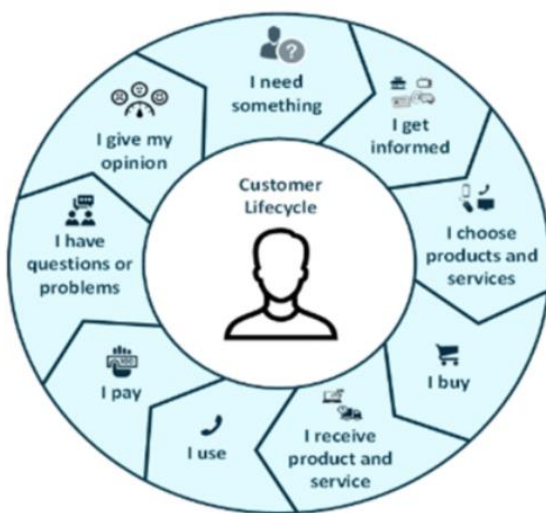 I need
something
I get
informed
I choose
products and
services
I buy
I receive
product and
service
I use
I pay
I have
questions or
problems
I give my
opinion
Customer
Lifecycle